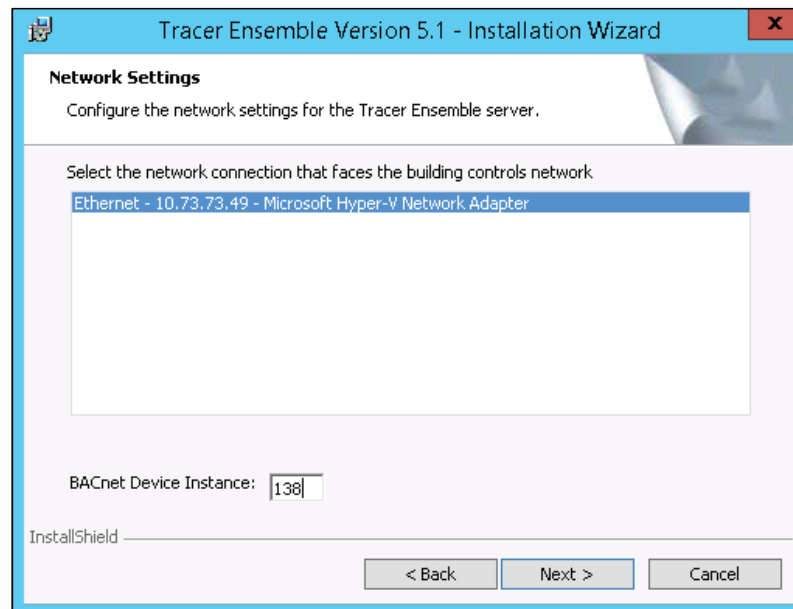 Tracer Ensemble Version 5.1 - Installation Wizard
x
Network Settings
Configure the network settings for the Tracer Ensemble server.
Select the network connection that faces the building controls network
Ethernet - 10.73.73.49 - Microsoft Hyper-V Network Adapter
BACnet Device Instance: 138
InstallShield
< Back Next > Cancel